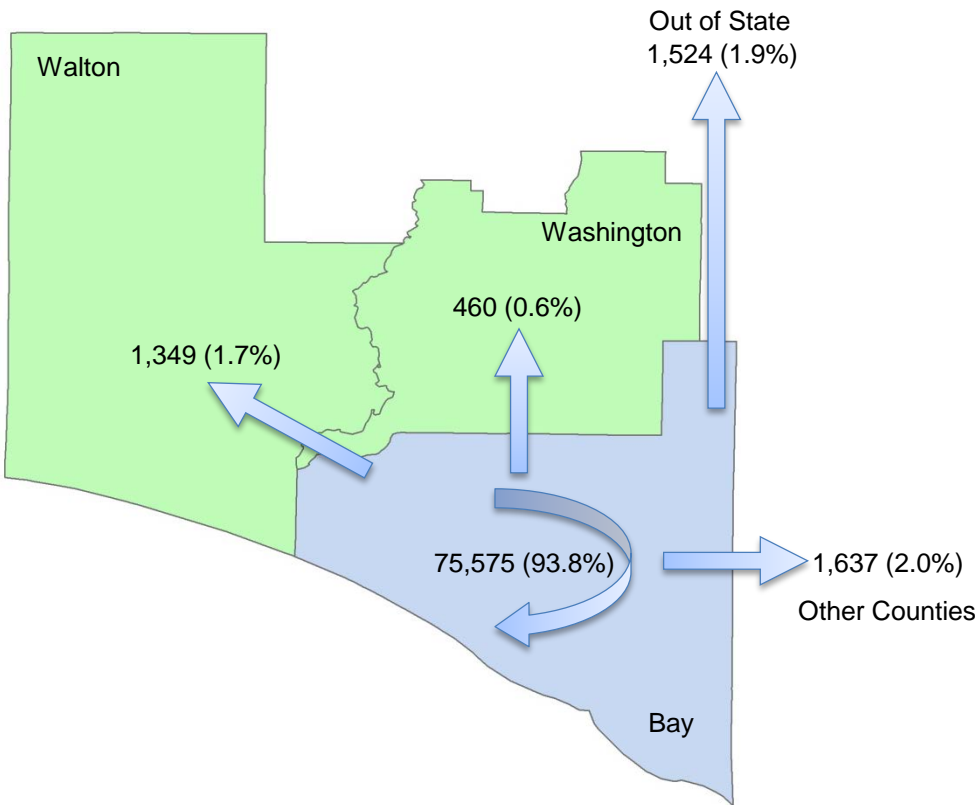 Out of State
1,524 (1.9%)
Walton
Washington
460 (0.6%)
1,349 (1.7%)
75,575 (93.8%)
1,637 (2.0%)
Other Counties
Bay